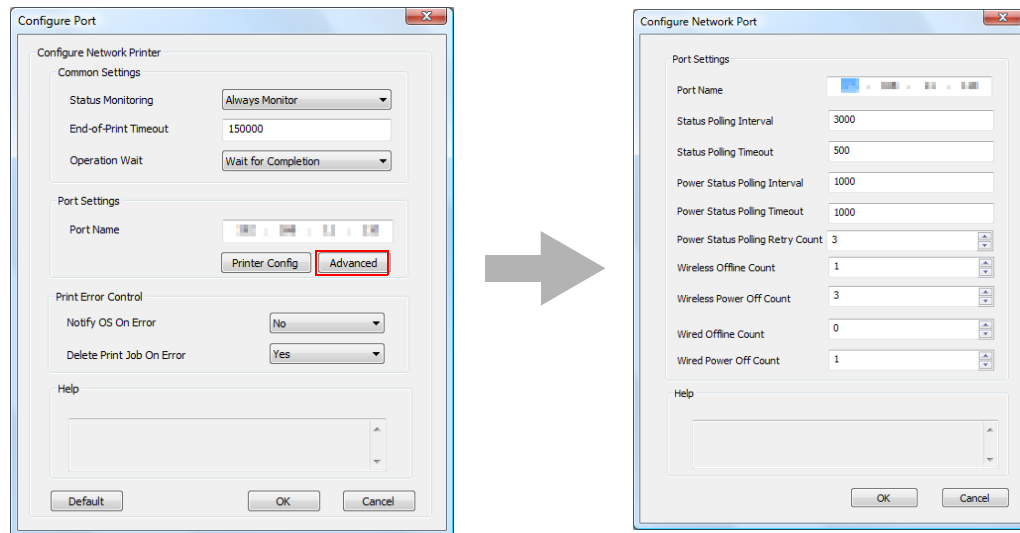 Configure Port
Configure Network Printer
Common Settings
Status Monitoring Always Monitor
End-of-Print Timeout 150000
Operation Wait Wait for Completion
Port Settings
Port Name
Printer Config Advanced
Print Error Control
Notify OS On Error No
Delete Print Job On Error Yes
Help
Default OK Cancel
Configure Network Port
Port Settings
Port Name
Status Polling Interval 3000
Status Polling Timeout 500
Power Status Polling Interval 1000
Power Status Polling Timeout 1000
Power Status Polling Retry Count 3
Wireless Offline Count 1
Wireless Power Off Count 3
Wired Offline Count 0
Wired Power Off Count 1
Help
OK Cancel